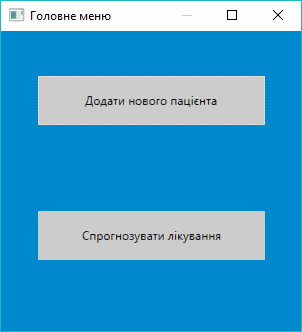 Головне меню
Додати нового пацієнта
Спрогнозувати лікування